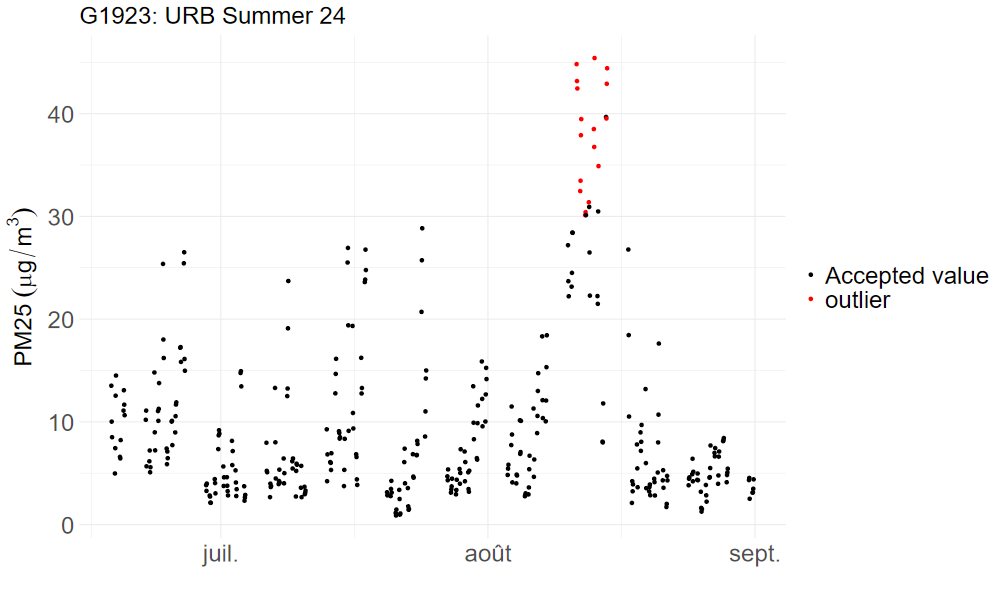 G1923: URB Summer 24
PM25 (μg/m³)
40
30
20
10
0
juil.
août
sept.
Accepted value
outlier